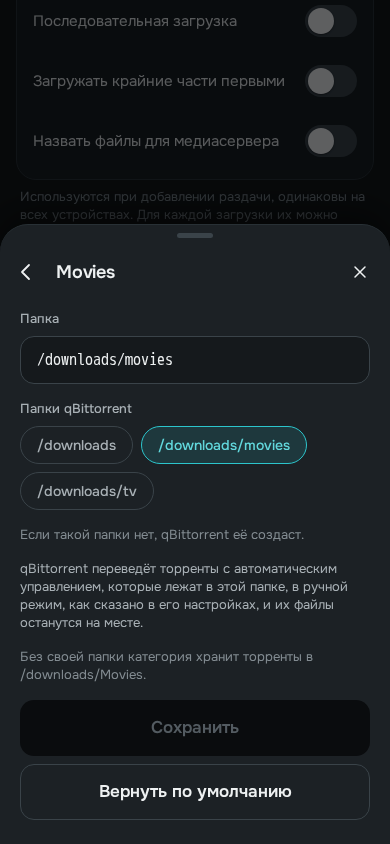 Последовательная загрузка
Загружать крайние части первыми
Назвать файлы для медиасервера
Используются при добавлении раздачи, одинаковы на
всех устройствах. Для каждой загрузки их можно
Movies
Папка
/downloads/movies
Папки qBittorrent
/downloads
/downloads/movies
/downloads/tv
Если такой папки нет, qBittorrent её создаст.
qBittorrent переведёт торренты с автоматическим
управлением, которые лежат в этой папке, в ручной
режим, как сказано в его настройках, и их файлы
останутся на месте.
Без своей папки категория хранит торренты в
/downloads/Movies.
Сохранить
Вернуть по умолчанию